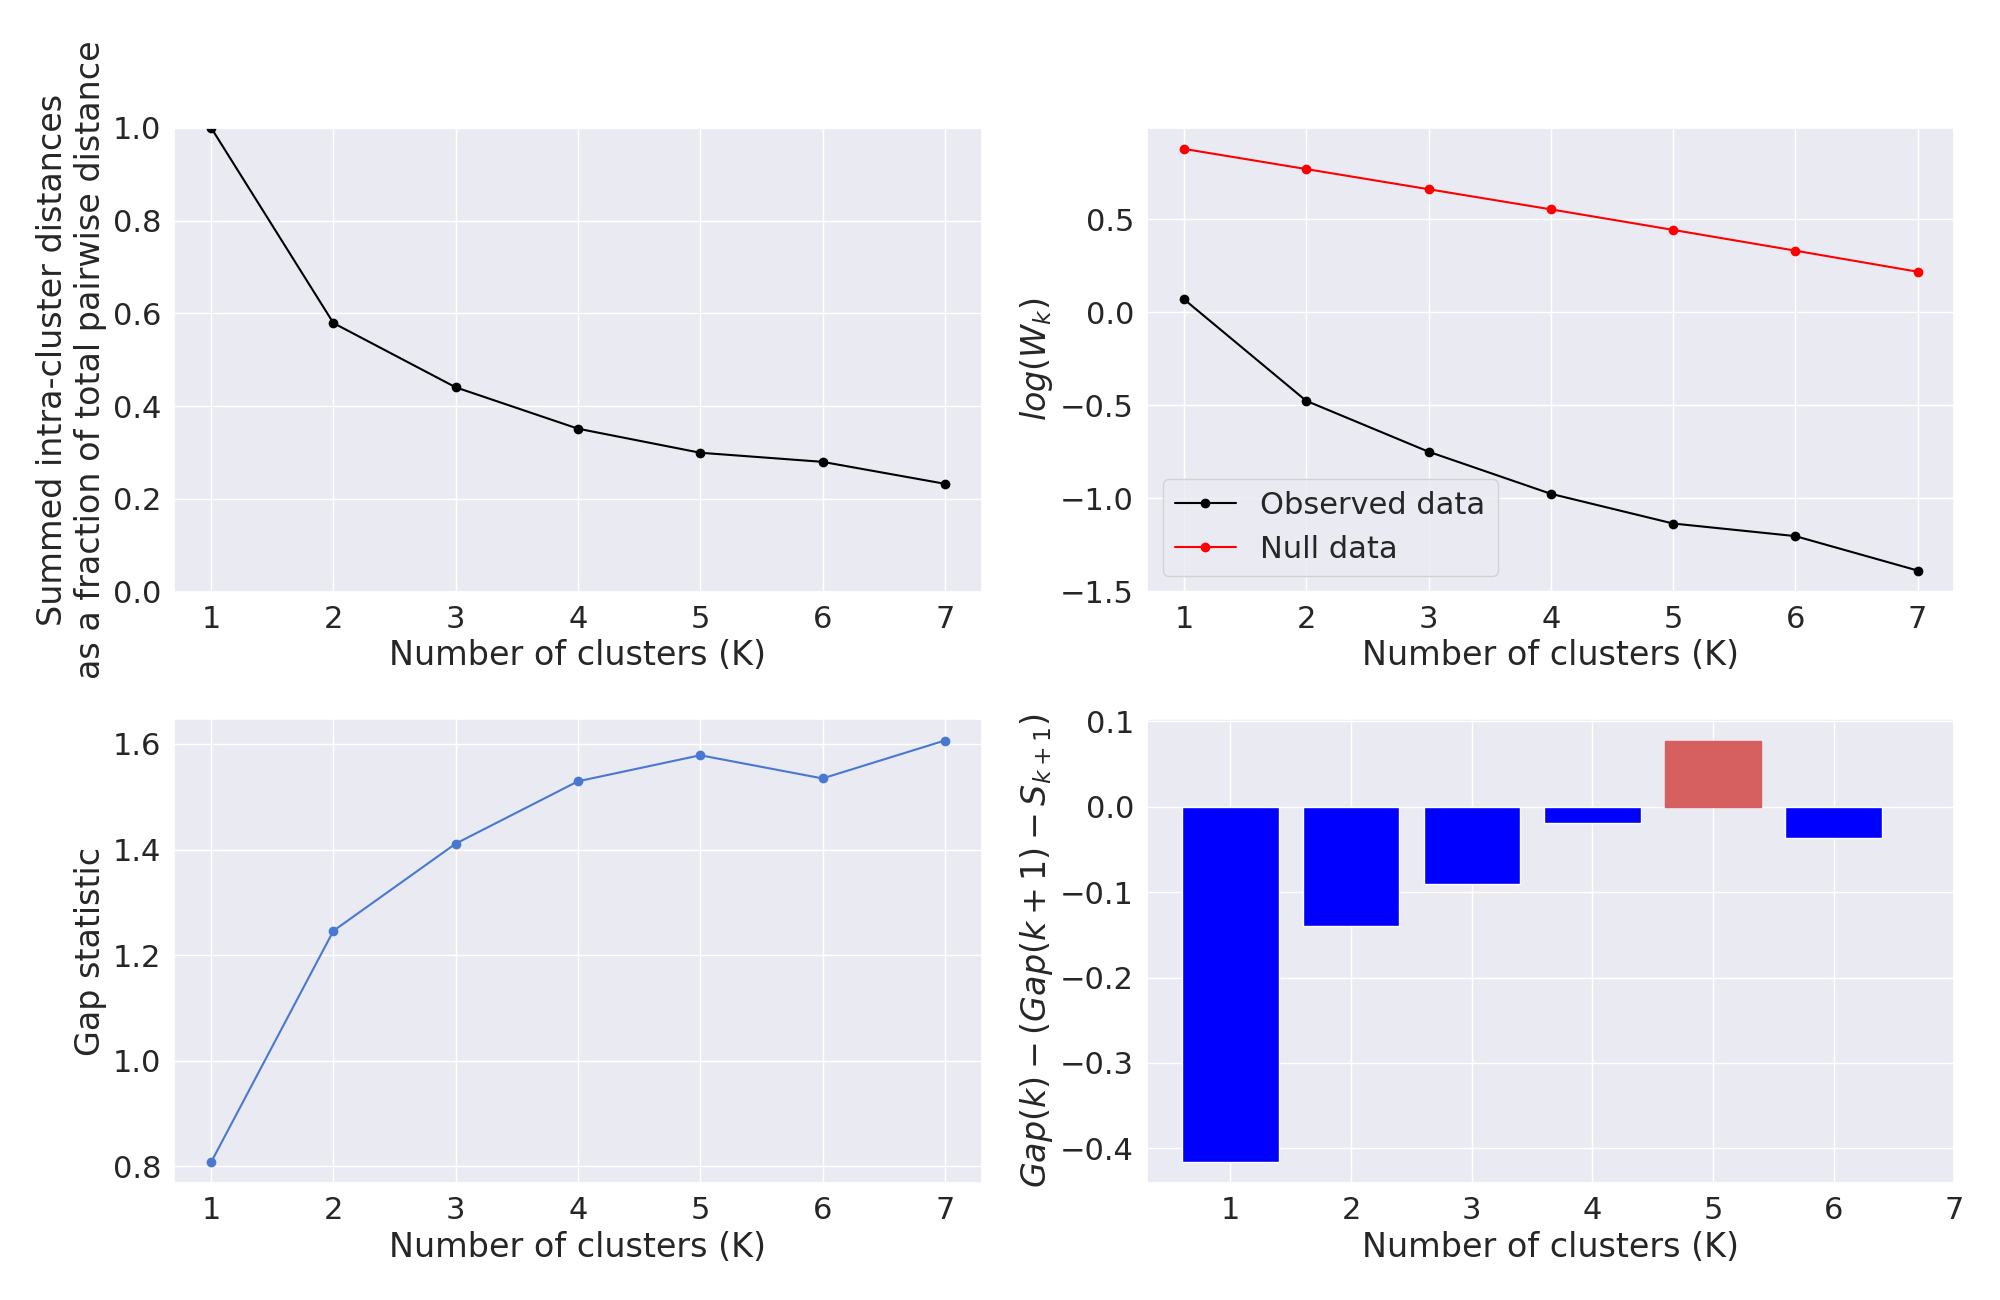 Summed intra-cluster distances
as a fraction of total pairwise distance
1.0
0.8
0.6
0.4
0.2
0.0
1 2 3 4 5 6 7
Number of clusters (K)
log(W_k)
0.5
0.0
−0.5
−1.0
−1.5
Observed data
Null data
1 2 3 4 5 6 7
Number of clusters (K)
Gap statistic
1.6
1.4
1.2
1.0
0.8
1 2 3 4 5 6 7
Number of clusters (K)
Gap(k) − (Gap(k + 1) − S_{k+1})
0.1
0.0
−0.1
−0.2
−0.3
−0.4
1 2 3 4 5 6 7
Number of clusters (K)